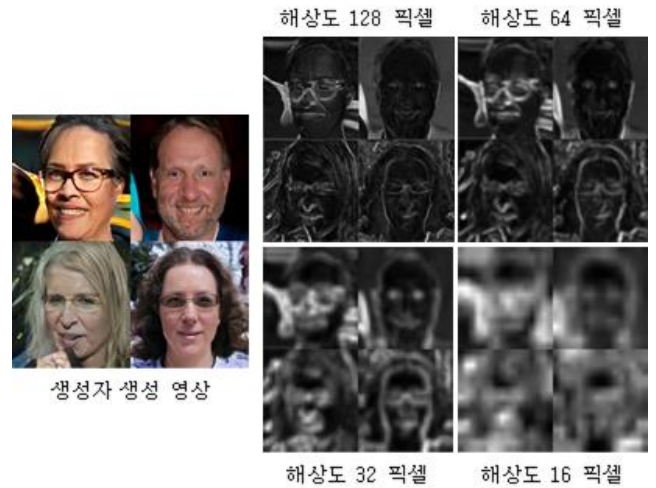 해상도 128 픽셀
해상도 64 픽셀
생성자 생성 영상
해상도 32 픽셀
해상도 16 픽셀